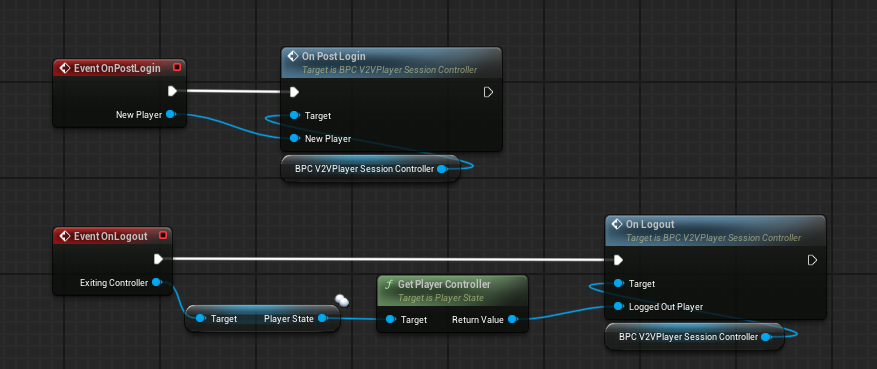 Event OnPostLogin
New Player
On Post Login
Target is BPC V2VPlayer Session Controller
Target
New Player
BPC V2VPlayer Session Controller
Event OnLogout
Exiting Controller
Target Player State
f Get Player Controller
Target is Player State
Target Return Value
On Logout
Target is BPC V2VPlayer Session Controller
Target
Logged Out Player
BPC V2VPlayer Session Controller